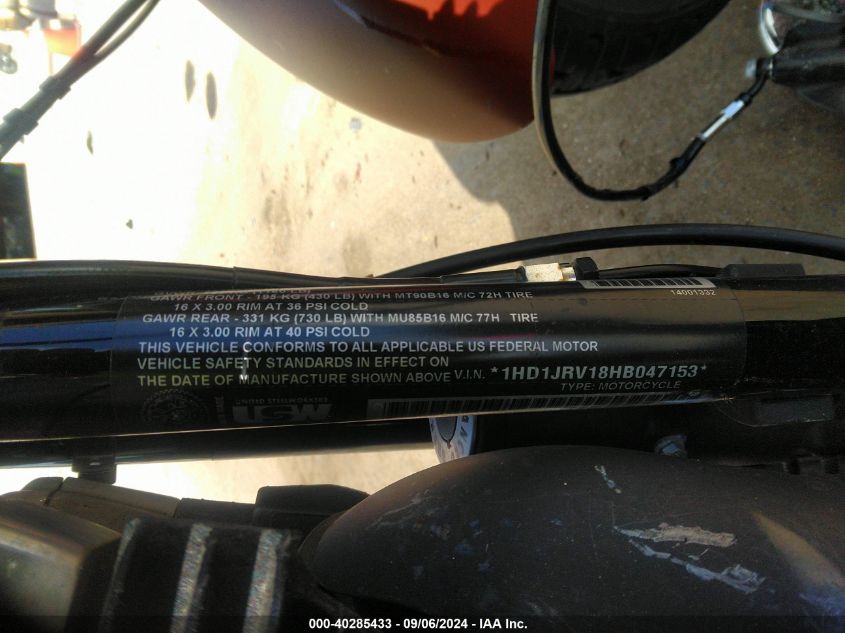 GAWR FRONT - 195 KG (430 LB) WITH MT90B16 M/C 72H TIRE
16 X 3.00 RIM AT 36 PSI COLD
14001332
GAWR REAR - 331 KG (730 LB) WITH MU85B16 M/C 77H TIRE
16 X 3.00 RIM AT 40 PSI COLD
THIS VEHICLE CONFORMS TO ALL APPLICABLE US FEDERAL MOTOR
VEHICLE SAFETY STANDARDS IN EFFECT ON
THE DATE OF MANUFACTURE SHOWN ABOVE V.I.N. *1HD1JRV18HB047153*
TYPE: MOTORCYCLE
UNITED STEELWORKERS
USW
000-40285433 - 09/06/2024 - IAA Inc.